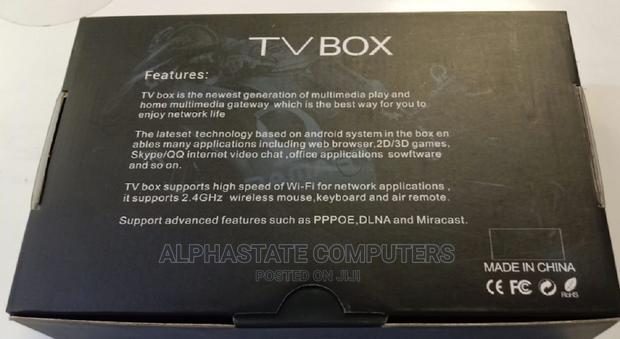 TV BOX
Features:
TV box is the newest generation of multimedia play and
home multimedia gateway which is the best way for you to
enjoy network life
The lateset technology based on android system in the box en
ables many applications including web browser,2D/3D games,
Skype/QQ internet video chat ,office applications sowftware
and so on.
TV box supports high speed of Wi-Fi for network applications ,
it supports 2.4GHz wireless mouse,keyboard and air remote.
Support advanced features such as PPPOE,DLNA and Miracast.
ALPHASTATE COMPUTERS
POSTED ON JIJI
MADE IN CHINA
CE FC RoHS